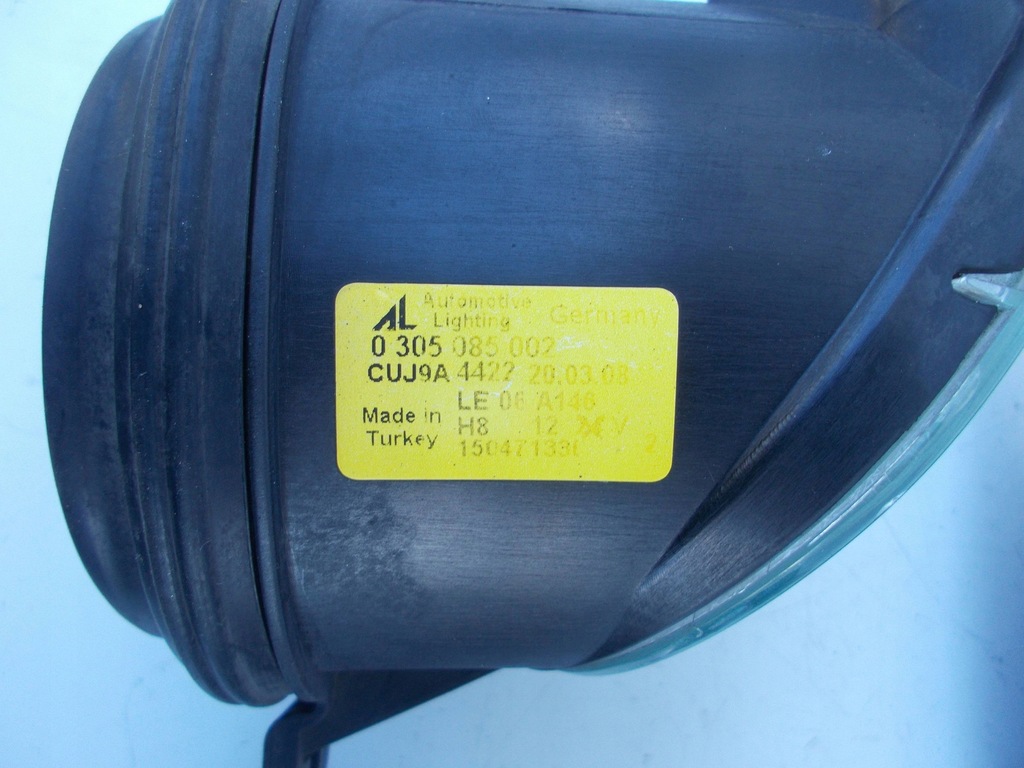 AL Automotive Lighting Germany
0 305 085 002
CUJ9A 4422 20.03.08
LE 06 A146
Made in Turkey
H8 12 V
2